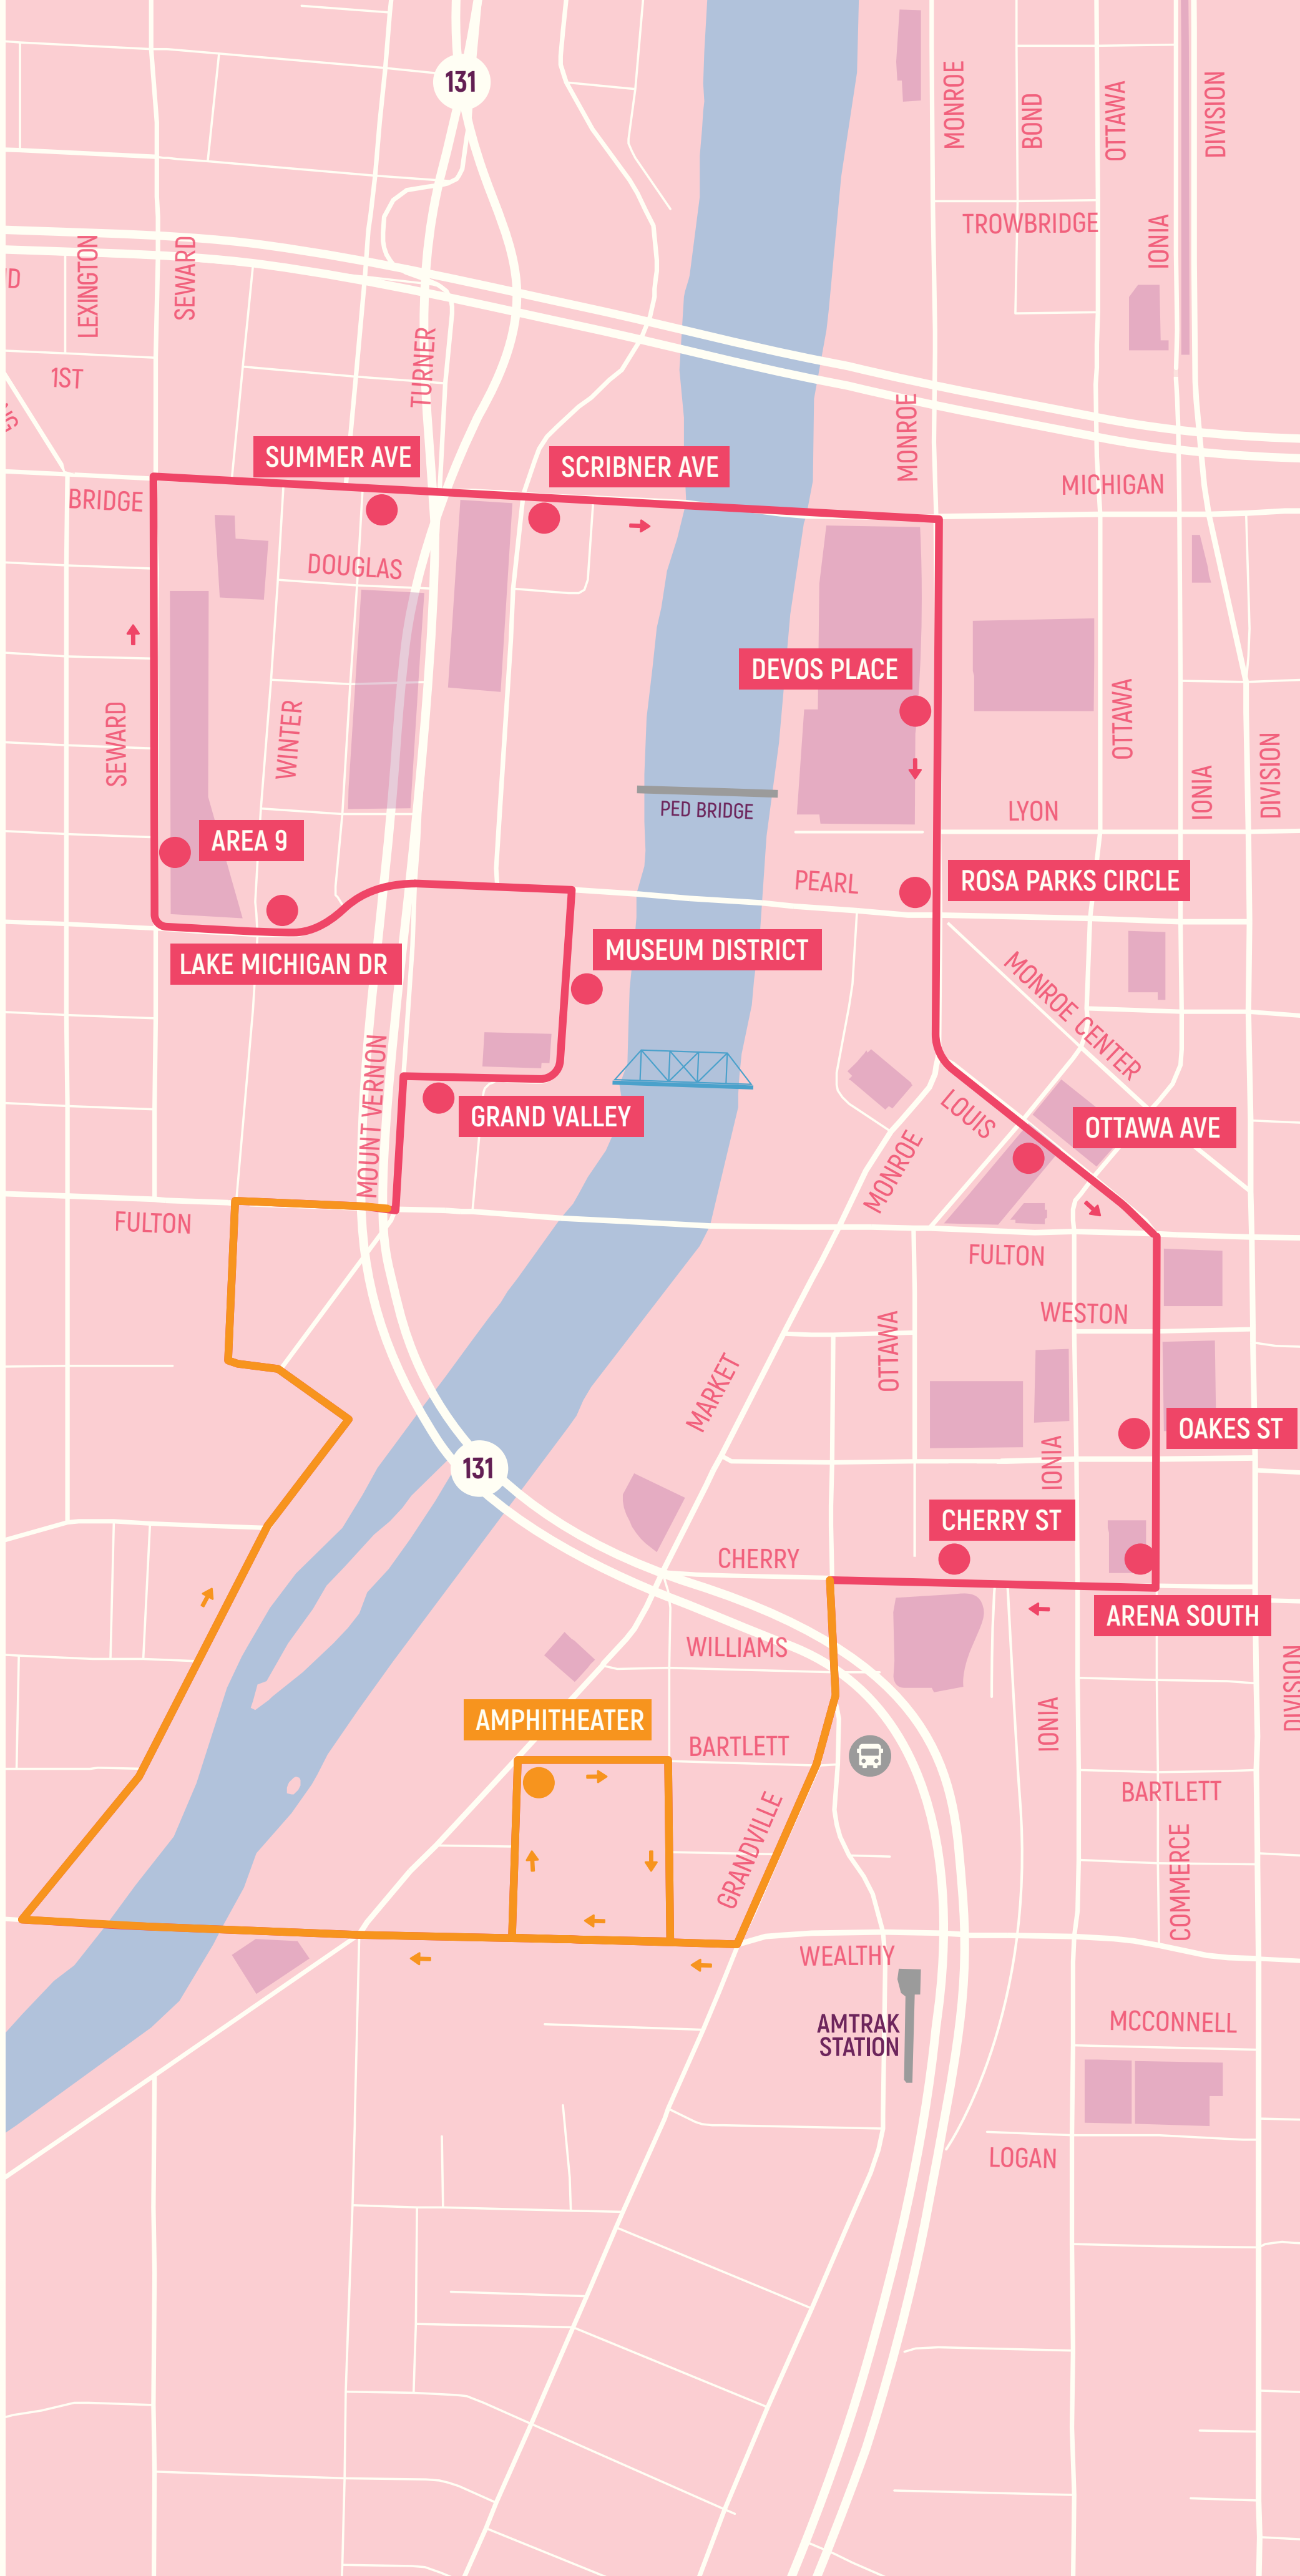 131
MONROE
BOND
OTTAWA
DIVISION
TROWBRIDGE
IONIA
LEXINGTON
SEWARD
1ST
TURNER
MONROE
SUMMER AVE
SCRIBNER AVE
MICHIGAN
BRIDGE
DOUGLAS
DEVOS PLACE
SEWARD
WINTER
OTTAWA
IONIA
DIVISION
PED BRIDGE
LYON
AREA 9
PEARL
ROSA PARKS CIRCLE
LAKE MICHIGAN DR
MUSEUM DISTRICT
MONROE CENTER
MOUNT VERNON
GRAND VALLEY
LOUIS
OTTAWA AVE
MONROE
FULTON
FULTON
WESTON
OTTAWA
MARKET
OAKES ST
131
IONIA
CHERRY ST
CHERRY
ARENA SOUTH
WILLIAMS
DIVISION
AMPHITHEATER
IONIA
BARTLETT
BARTLETT
GRANDVILLE
COMMERCE
WEALTHY
AMTRAK
STATION
MCCONNELL
LOGAN